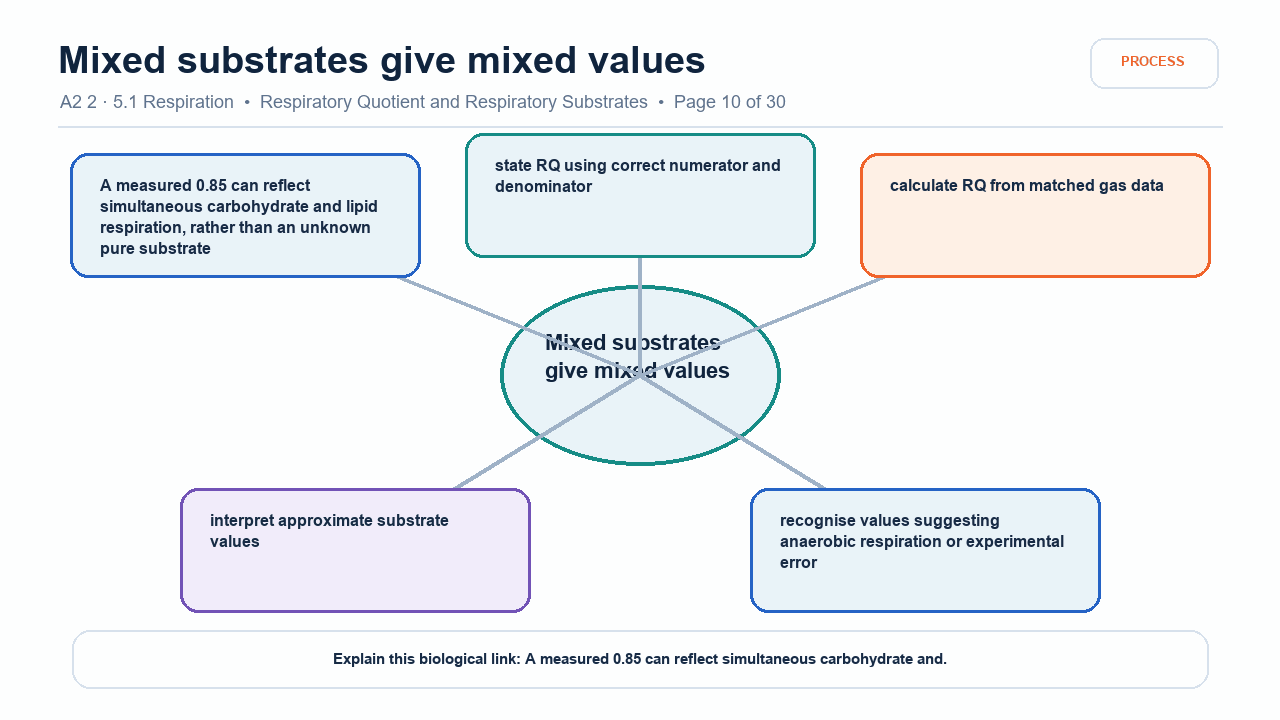 Mixed substrates give mixed values
PROCESS
A2 2 · 5.1 Respiration • Respiratory Quotient and Respiratory Substrates • Page 10 of 30
A measured 0.85 can reflect
simultaneous carbohydrate and lipid
respiration, rather than an unknown
pure substrate
state RQ using correct numerator and
denominator
calculate RQ from matched gas data
Mixed substrates
give mixed values
interpret approximate substrate
values
recognise values suggesting
anaerobic respiration or experimental
error
Explain this biological link: A measured 0.85 can reflect simultaneous carbohydrate and.